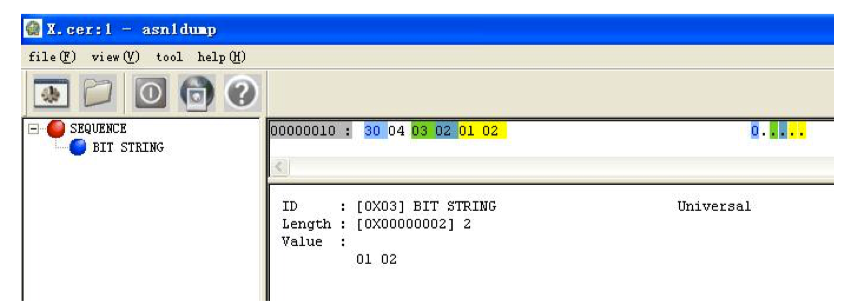 X.cer:1 - asn1dump
file(F) view(V) tool help(H)
SEQUENCE
BIT STRING
00000010 : 30 04 03 02 01 02 0.....
ID : [0X03] BIT STRING Universal
Length : [0X00000002] 2
Value :
01 02